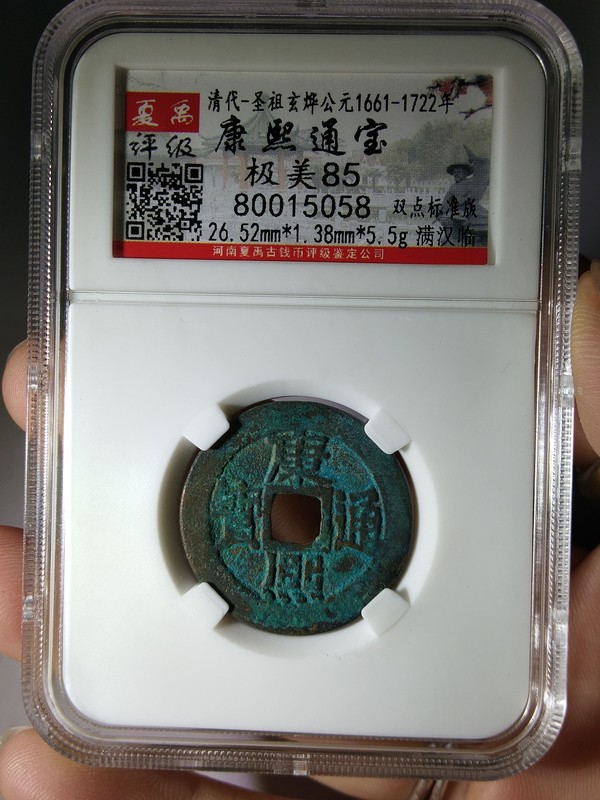 夏禹
评级
清代-圣祖玄烨公元1661-1722年
康熙通宝
极美85
80015058 双点标准版
26.52mm*1.38mm*5.5g 满汉临
河南夏禹古钱币评级鉴定公司
康熙通寶